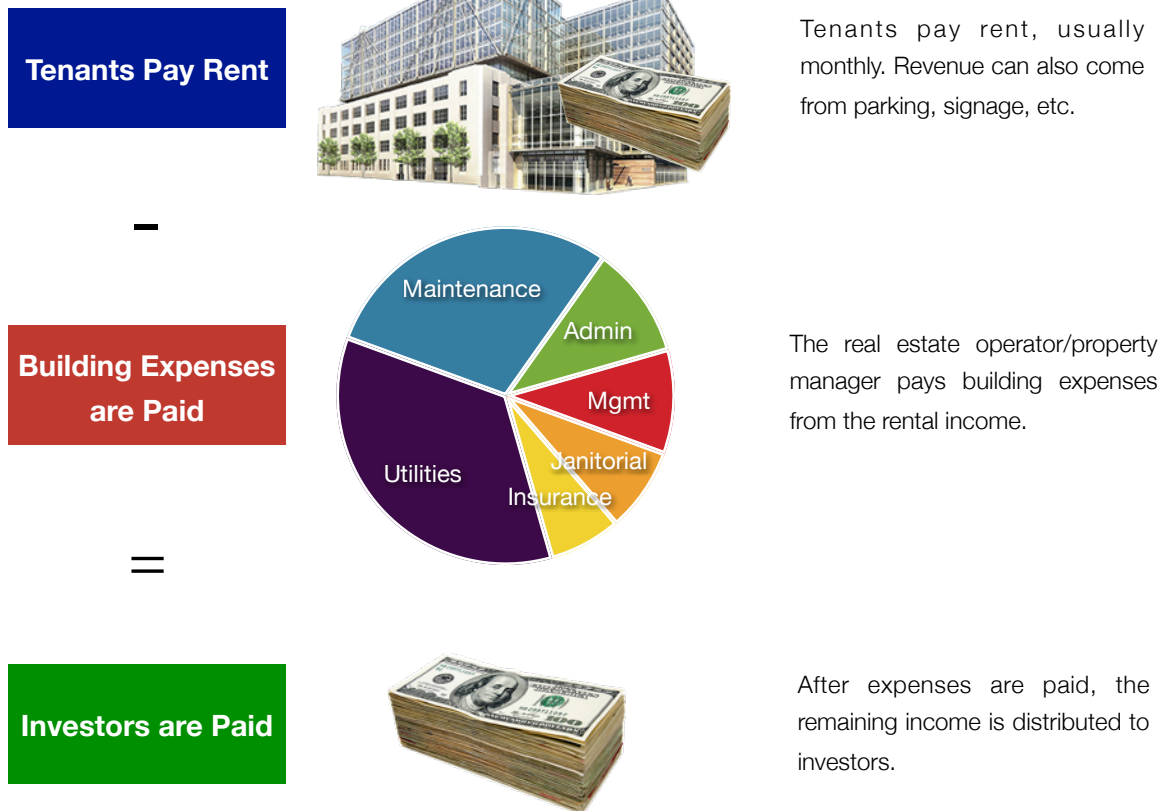 Tenants Pay Rent
Tenants pay rent, usually
monthly. Revenue can also come
from parking, signage, etc.
-
Maintenance
Admin
Mgmt
Janitorial
Insurance
Utilities
Building Expenses
are Paid
The real estate operator/property
manager pays building expenses
from the rental income.
=
Investors are Paid
100
After expenses are paid, the
remaining income is distributed to
investors.